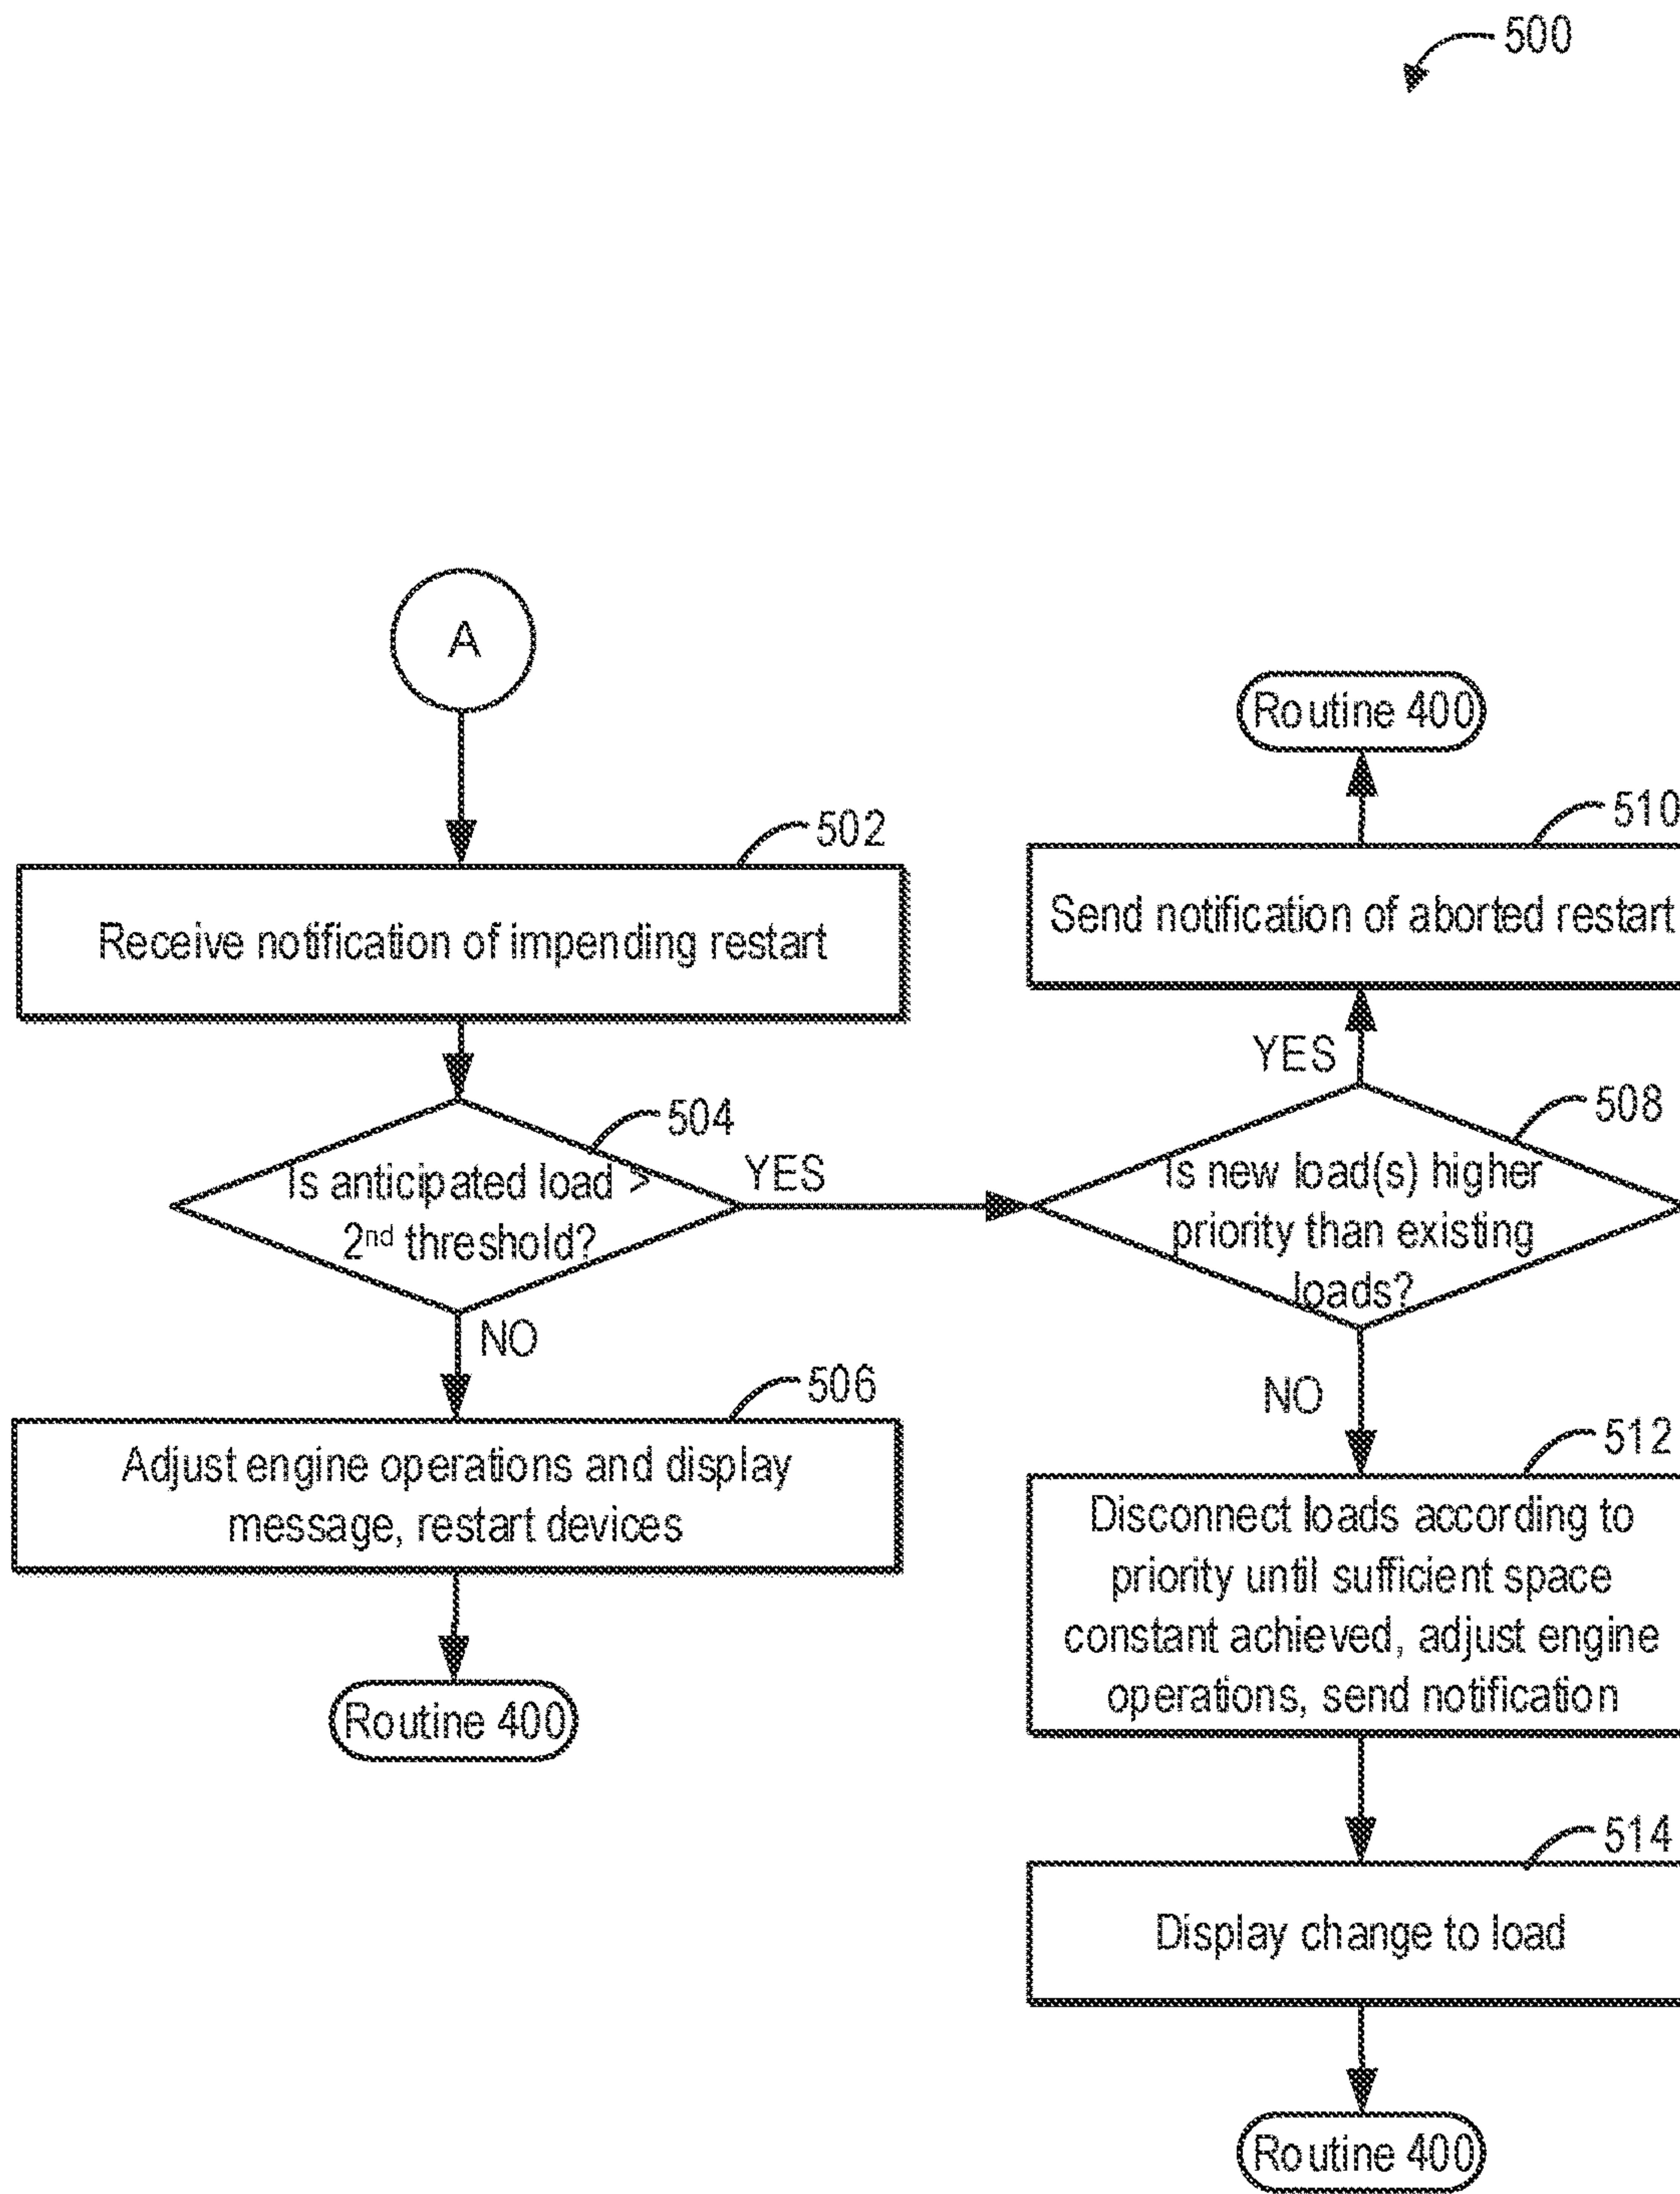 500
A
502
Receive notification of impending restart
504
Is anticipated load >
2nd threshold?
YES
NO
506
Adjust engine operations and display
message, restart devices
Routine 400
Routine 400
510
Send notification of aborted restart
YES
508
Is new load(s) higher
priority than existing
loads?
NO
512
Disconnect loads according to
priority until sufficient space
constant achieved, adjust engine
operations, send notification
514
Display change to load
Routine 400